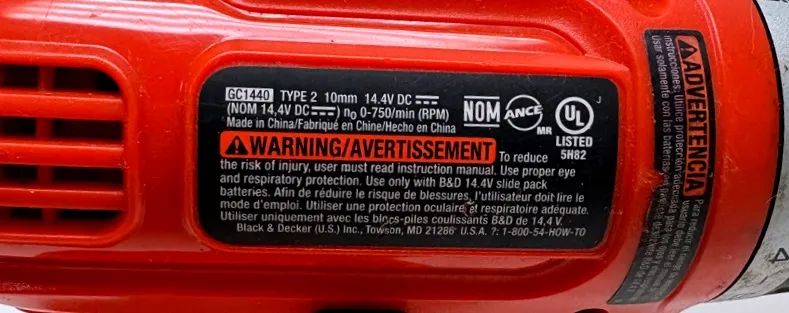 GC1440 TYPE 2 10mm 14.4V DC
(NOM 14,4V DC) n₀ 0-750/min (RPM)
Made in China/Fabriqué en Chine/Hecho en China
NOM ANCE MR
UL
LISTED
5H82
J
WARNING/AVERTISSEMENT To reduce
the risk of injury, user must read instruction manual. Use proper eye
and respiratory protection. Use only with B&D 14.4V slide pack
batteries. Afin de réduire le risque de blessures, l'utilisateur doit lire le
mode d'emploi. Utiliser une protection oculaire et respiratoire adéquate.
Utiliser uniquement avec les blocs-piles coulissants B&D de 14,4 V.
Black & Decker (U.S.) Inc., Towson, MD 21286 U.S.A. ?: 1-800-54-HOW-TO
ADVERTENCIA
Para reducir el